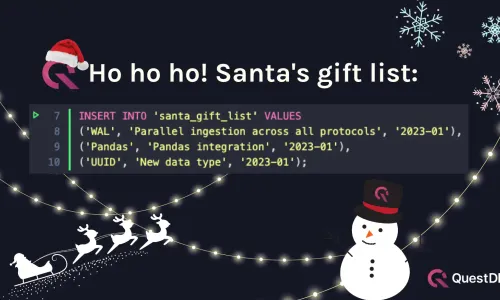 Ho ho ho! Santa's gift list:
7 INSERT INTO 'santa_gift_list' VALUES
8 ('WAL', 'Parallel ingestion across all protocols', '2023-01'),
9 ('Pandas', 'Pandas integration', '2023-01'),
10 ('UUID', 'New data type', '2023-01');
QuestDB